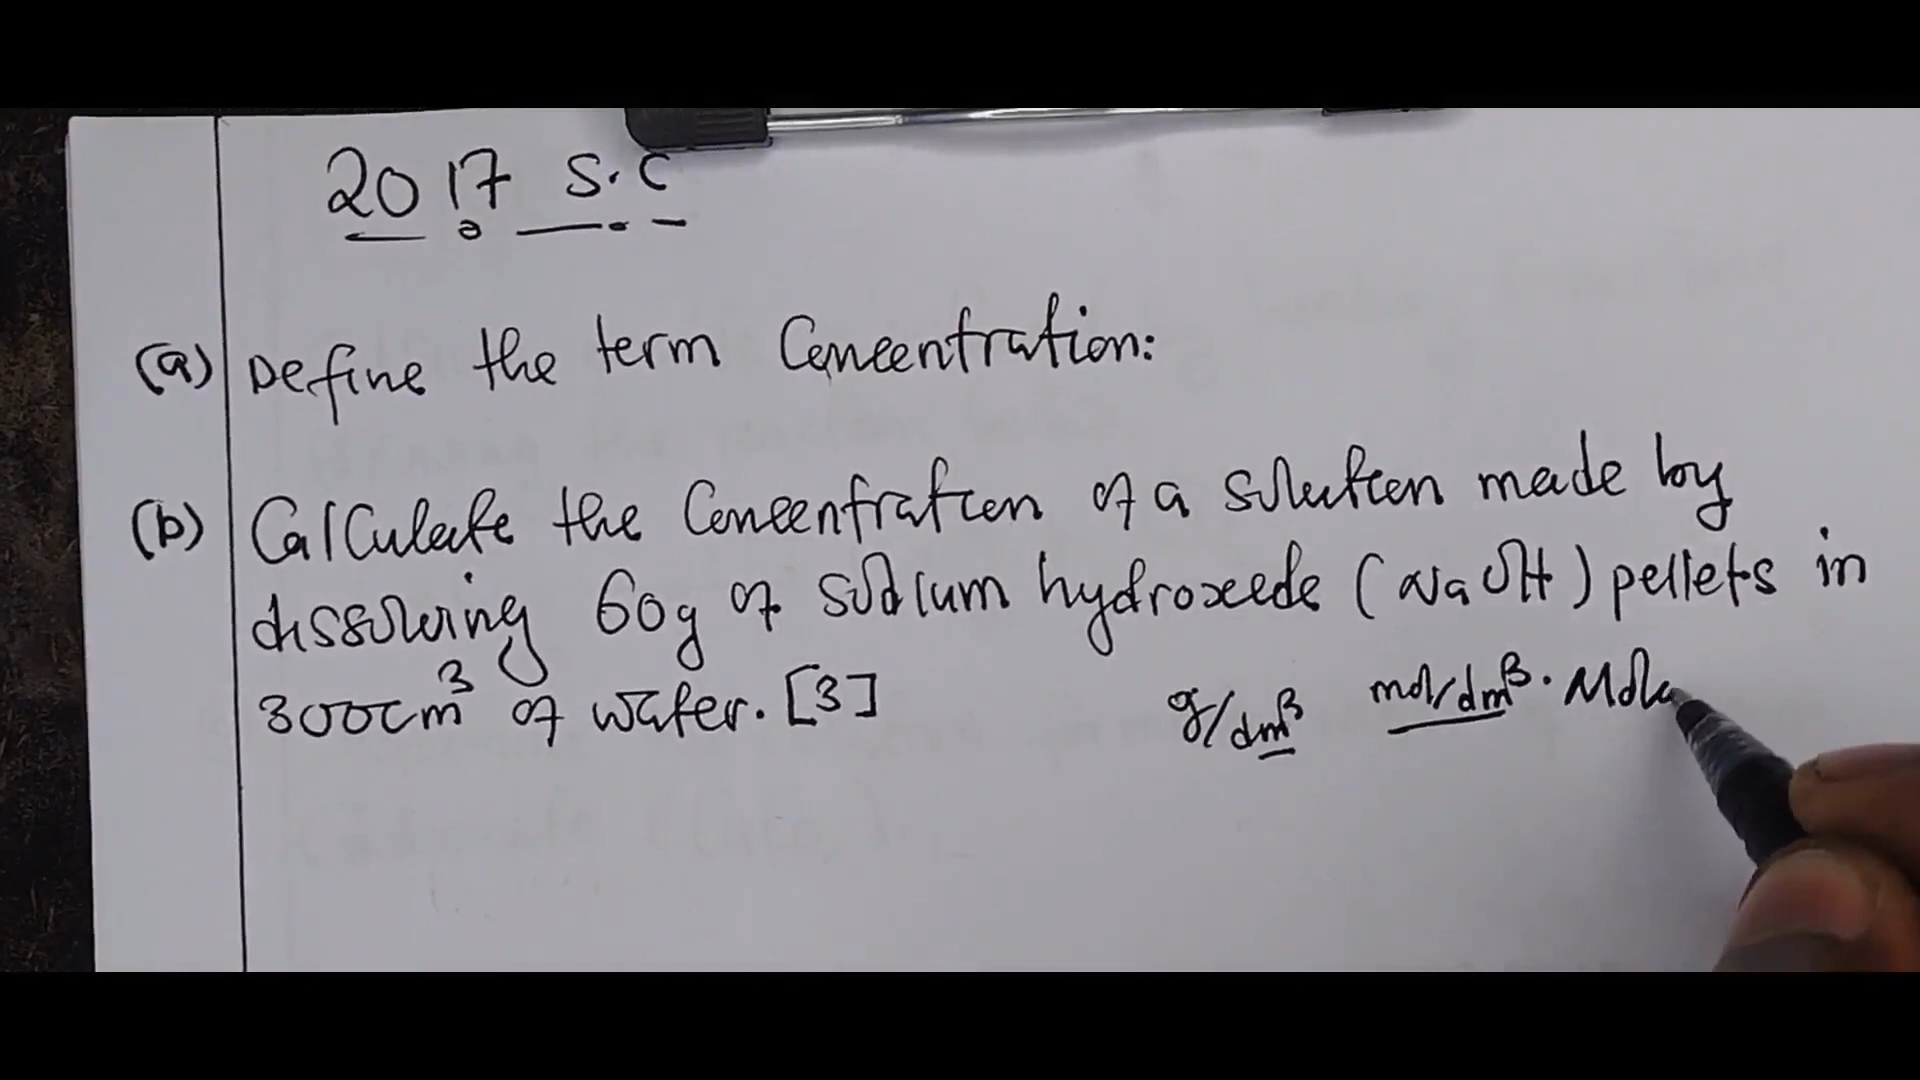 2017 S.C
(a) Define the term Concentration:
(b) Calculate the Concentration of a solution made by
dissolving 60g of sodium hydroxide (NaOH) pellets in
3000cm³ of water. [3]
g/dm³ mol/dm³. Mola